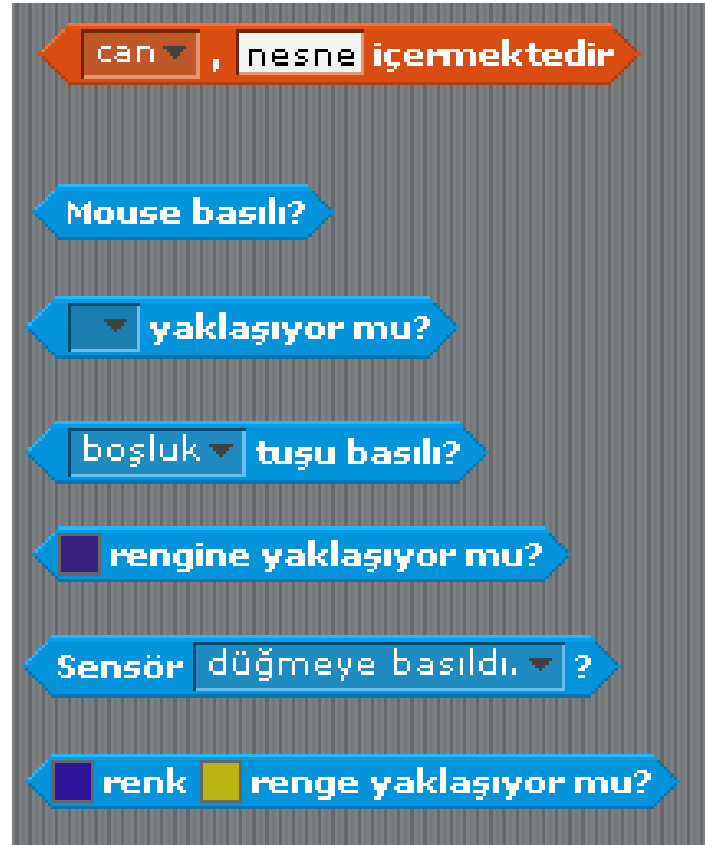 can , nesne içermektedir
Mouse basılı?
yaklaşıyor mu?
boşluk tuşu basılı?
rengine yaklaşıyor mu?
Sensör düğmeye basıldı. ?
renk renge yaklaşıyor mu?